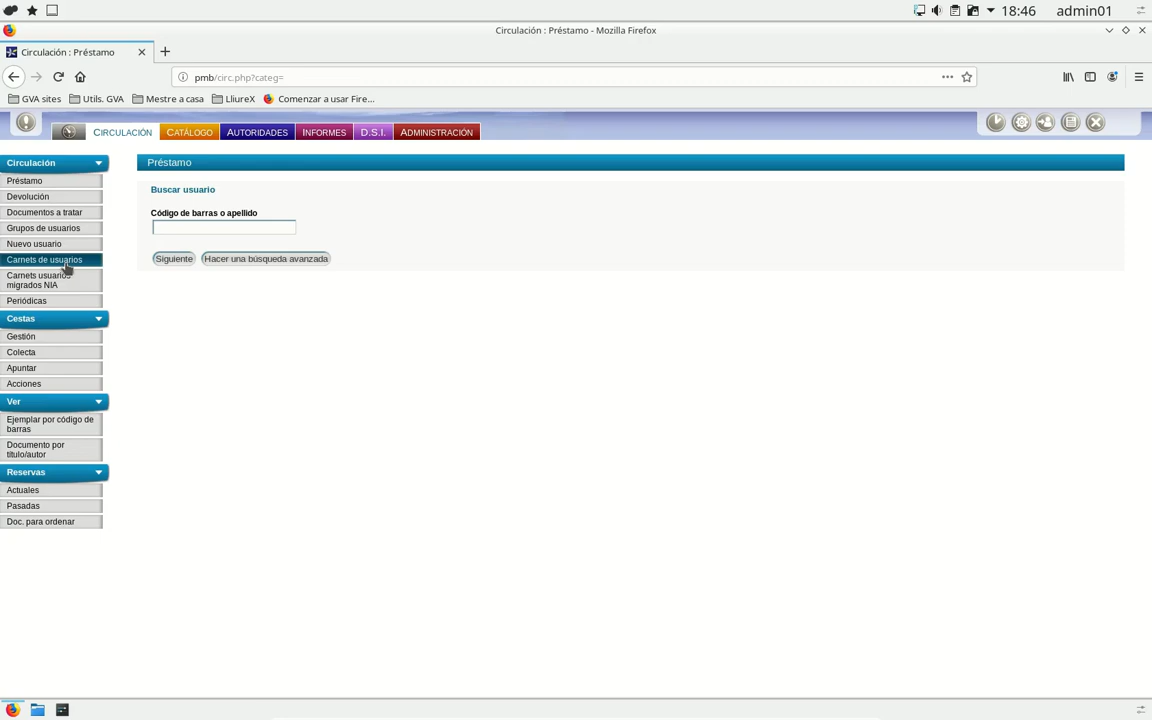 18:46 admin01
Circulación : Préstamo - Mozilla Firefox
Circulación : Préstamo
pmb/circ.php?categ=
GVA sites Utils. GVA Mestre a casa LliureX Comenzar a usar Fire...
CIRCULACIÓN CATÁLOGO AUTORIDADES INFORMES D.S.I. ADMINISTRACIÓN
Circulación
Préstamo
Devolución
Documentos a tratar
Grupos de usuarios
Nuevo usuario
Carnets de usuarios
Carnets usuarios
migrados NIA
Periódicas
Cestas
Gestión
Colecta
Apuntar
Acciones
Ver
Ejemplar por código de
barras
Documento por
título/autor
Reservas
Actuales
Pasadas
Doc. para ordenar
Préstamo
Buscar usuario
Código de barras o apellido
Siguiente Hacer una búsqueda avanzada